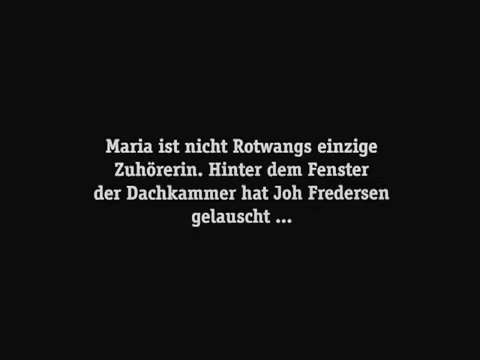 Maria ist nicht Rotwangs einzige
Zuhörerin. Hinter dem Fenster
der Dachkammer hat Joh Fredersen
gelauscht ...